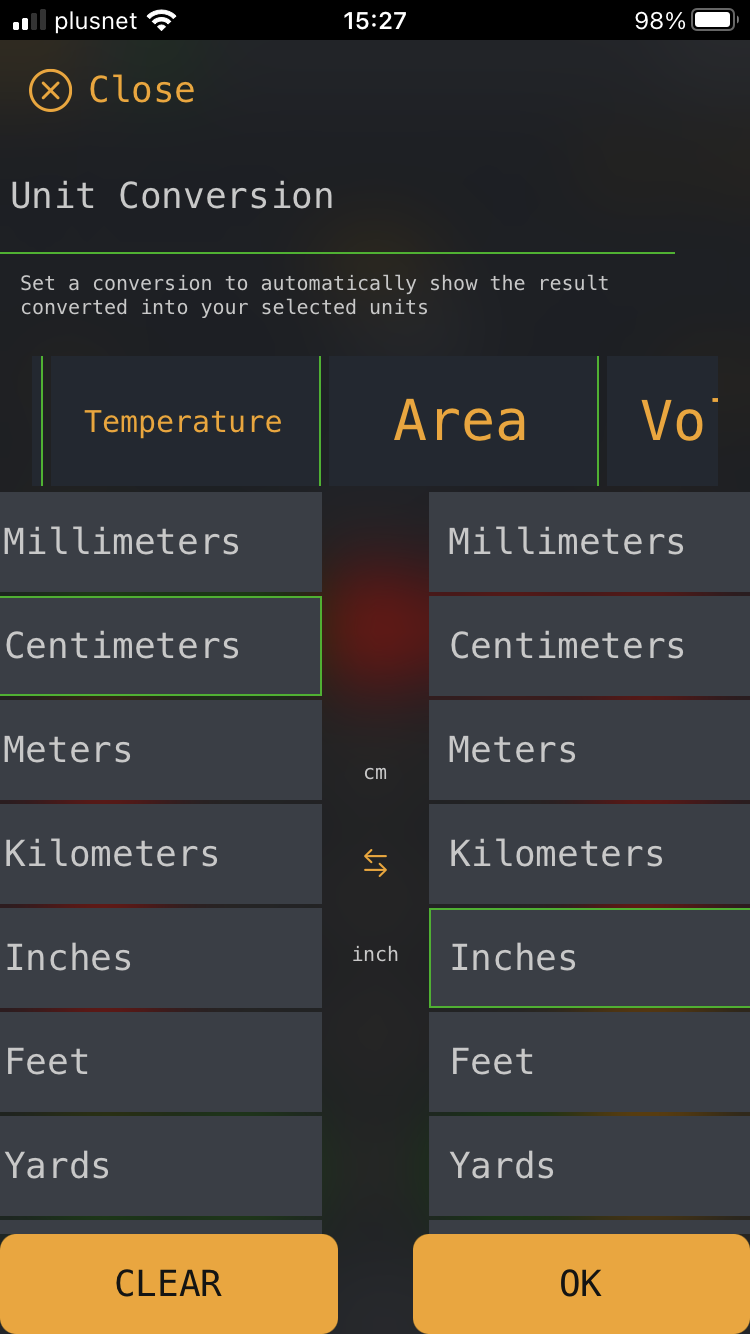 plusnet 15:27 98%
Close
Unit Conversion
Set a conversion to automatically show the result
converted into your selected units
Temperature Area Vo
Millimeters Millimeters
Centimeters Centimeters
Meters Meters
cm
Kilometers Kilometers
inch
Inches Inches
Feet Feet
Yards Yards
CLEAR OK